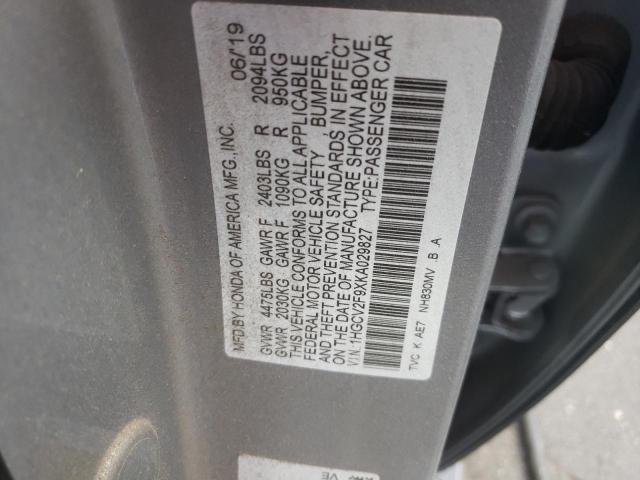 MFD BY HONDA OF AMERICA MFG., INC. 06/'19
GVWR 4475LBS GAWR F 2403LBS R 2094LBS
GVWR 2030KG GAWR F 1090KG R 950KG
THIS VEHICLE CONFORMS TO ALL APPLICABLE
FEDERAL MOTOR VEHICLE SAFETY , BUMPER,
AND THEFT PREVENTION STANDARDS IN EFFECT
ON THE DATE OF MANUFACTURE SHOWN ABOVE.
V.I.N.:1HGCV2F9XKA029827 TYPE:PASSENGER CAR
TVC K AE7 NH830MV .B .A